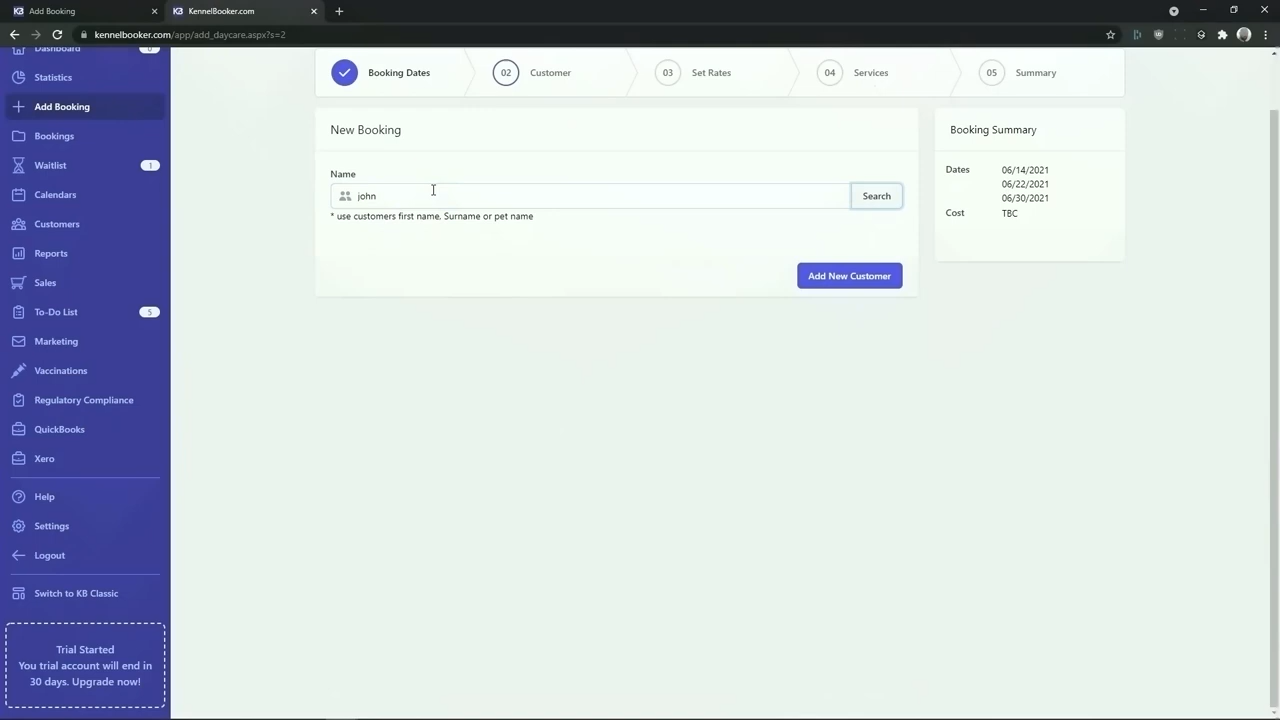 Add Booking
KennelBooker.com
kennelbooker.com/app/add_daycare.aspx?s=2
Dashboard
Statistics
Add Booking
Bookings
Waitlist 1
Calendars
Customers
Reports
Sales
To-Do List 5
Marketing
Vaccinations
Regulatory Compliance
QuickBooks
Xero
Help
Settings
Logout
Switch to KB Classic
Trial Started
You trial account will end in
30 days. Upgrade now!
Booking Dates
02 Customer
03 Set Rates
04 Services
05 Summary
New Booking
Name
john
Search
* use customers first name, Surname or pet name
Add New Customer
Booking Summary
Dates 06/14/2021
06/22/2021
06/30/2021
Cost TBC